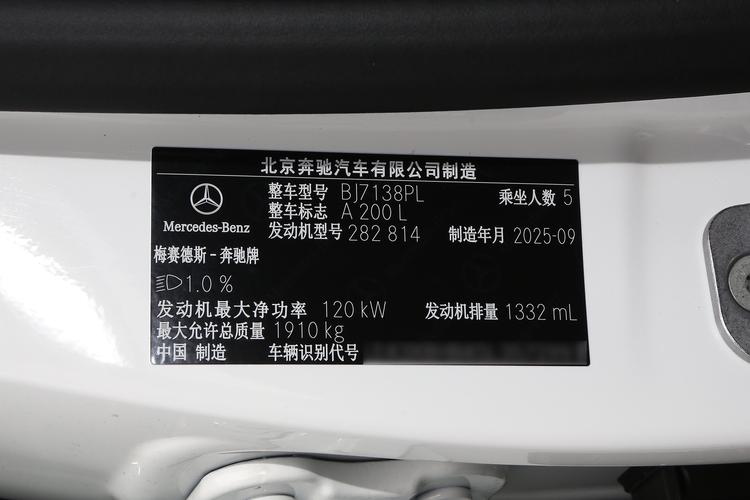 北京奔驰汽车有限公司制造
整车型号 BJ7138PL 乘坐人数 5
整车标志 A 200 L
Mercedes-Benz
发动机型号 282 814 制造年月 2025-09
梅赛德斯-奔驰牌
1.0 %
发动机最大净功率 120 kW 发动机排量 1332 mL
最大允许总质量 1910 kg
中国 制造 车辆识别代号